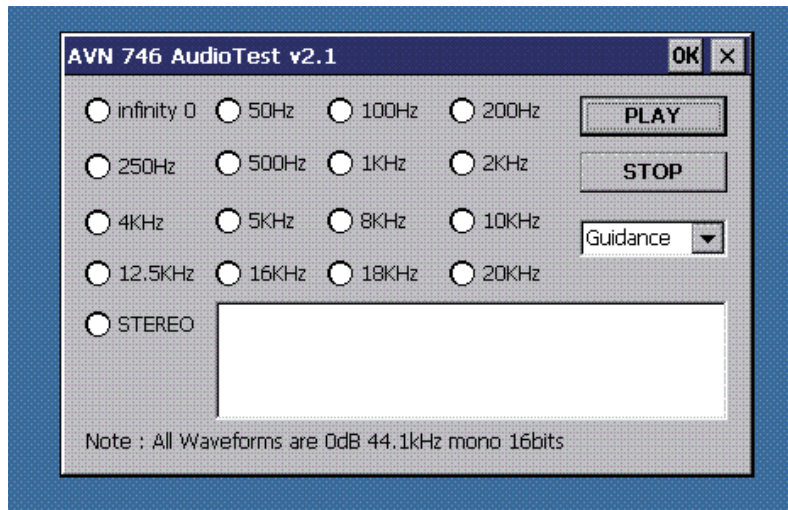 AVN 746 AudioTest v2.1 OK ×
infinity 0 50Hz 100Hz 200Hz PLAY
250Hz 500Hz 1KHz 2KHz STOP
4KHz 5KHz 8KHz 10KHz Guidance
12.5KHz 16KHz 18KHz 20KHz
STEREO
Note : All Waveforms are 0dB 44.1kHz mono 16bits